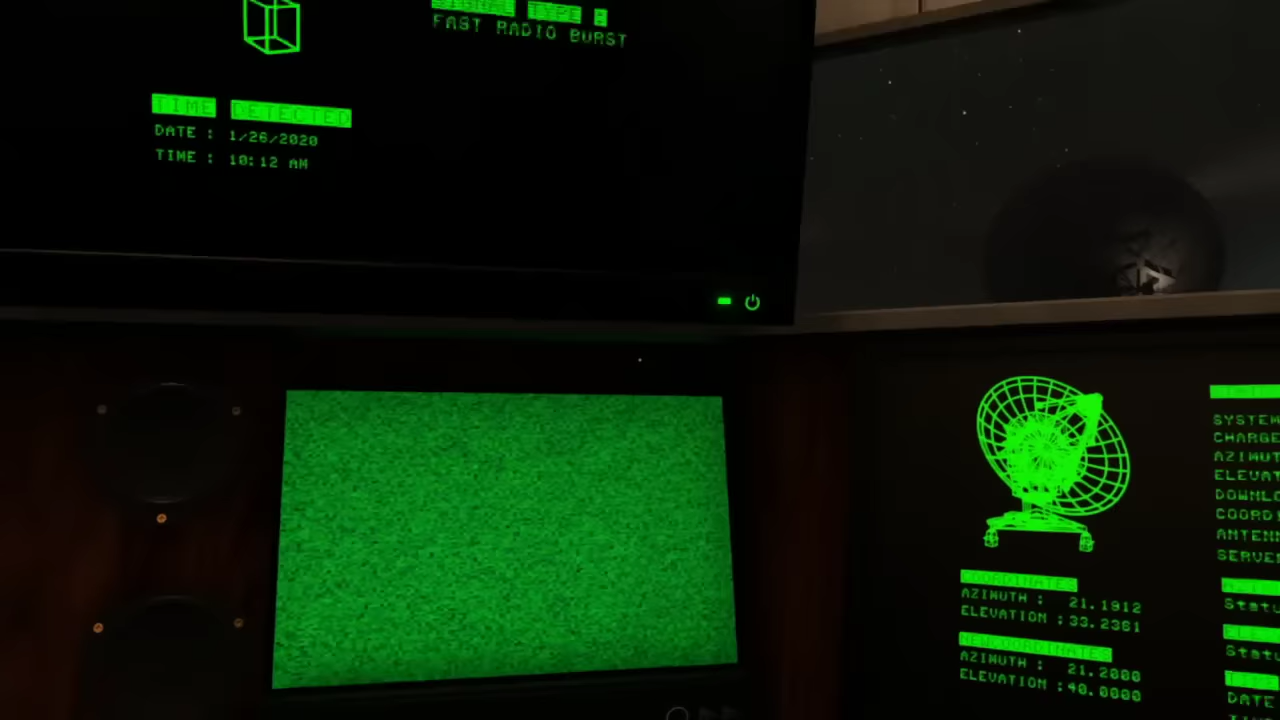 SIGNAL TYPE 2
FAST RADIO BURST
TIME DETECTED
DATE : 1/26/2020
TIME : 10:12 AM
SYSTEM
CHARGE
AZIMUT
ELEVAT
DOWNLO
COORD
ANTENN
SERVER
COORDINATES
AZIMUTH : 21.1912
ELEVATION :33.2381
NEW COORDINATES
AZIMUTH : 21.2000
ELEVATION :40.0000
Statu
Statu
DATE